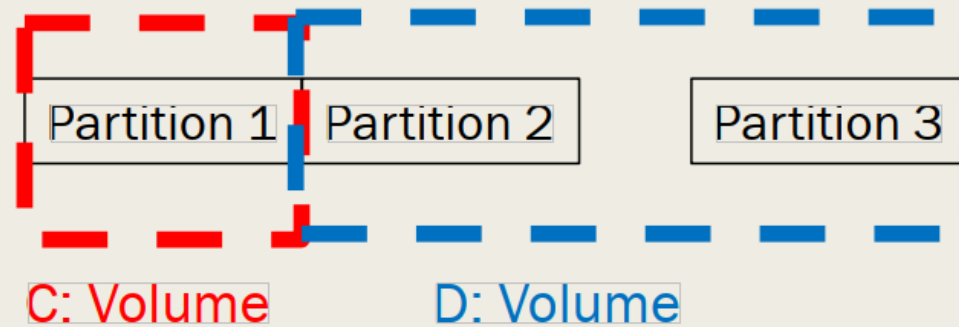 Partition 1
Partition 2
Partition 3
C: Volume
D: Volume